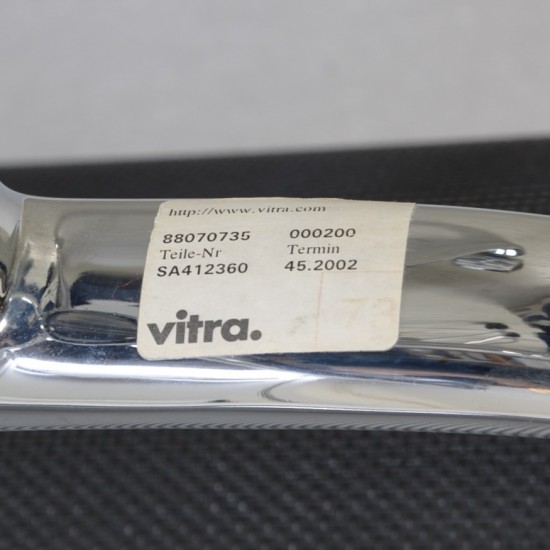 http://www.vitra.com
88070735 000200
Teile-Nr Termin
SA412360 45.2002
vitra.